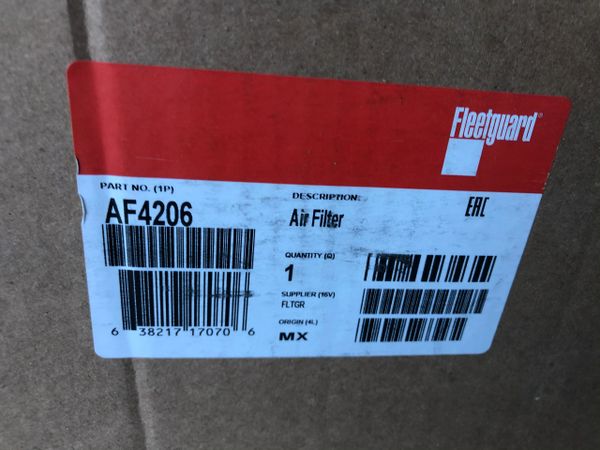 Fleetguard®
PART NO. (1P)
AF4206
DESCRIPTION:
Air Filter
EAC
QUANTITY (Q)
1
SUPPLIER (16V)
FLTGR
ORIGIN (4L)
MX
6 38217 17070 6